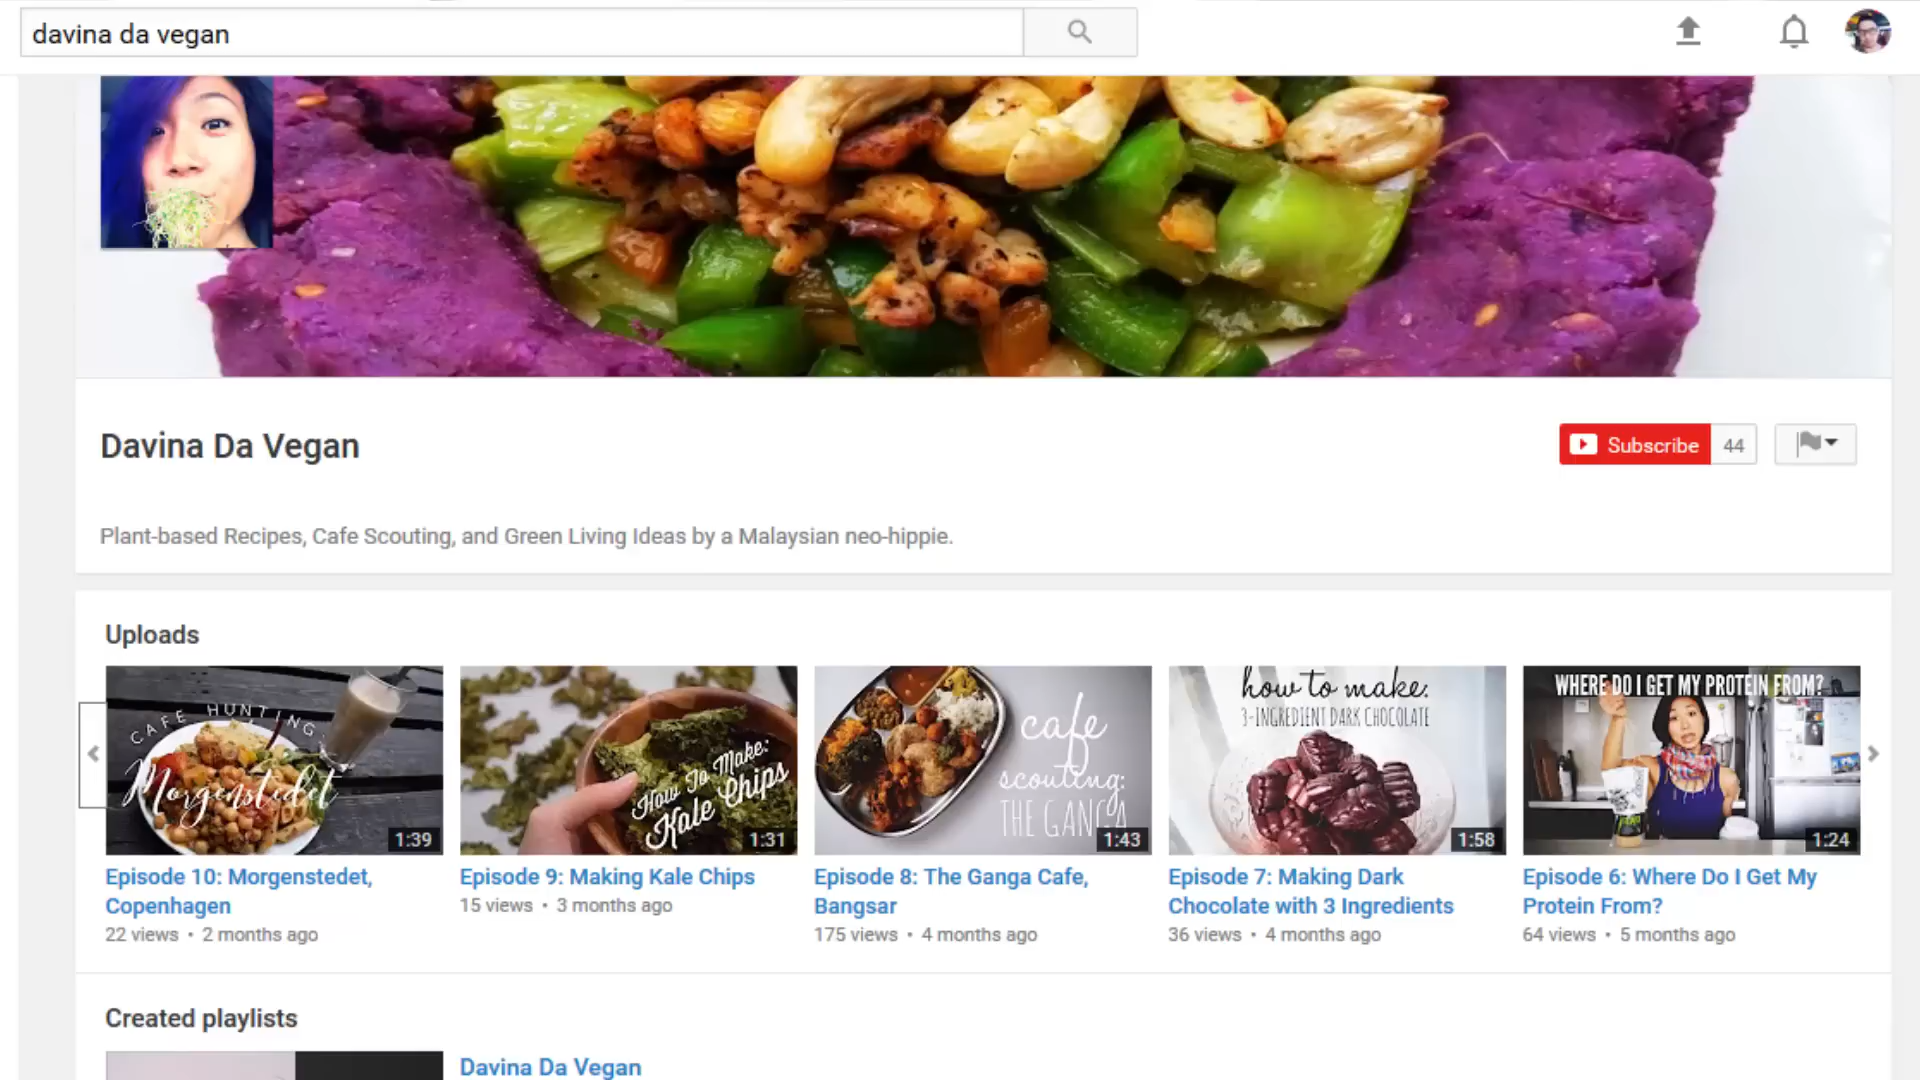 davina da vegan
Davina Da Vegan
Subscribe 44
Plant-based Recipes, Cafe Scouting, and Green Living Ideas by a Malaysian neo-hippie.
Uploads
CAFE HUNTING:
Morgenstedet
1:39
How To Make:
Kale Chips
1:31
cafe
scouting:
THE GANGA
1:43
how to make:
3-INGREDIENT DARK CHOCOLATE
1:58
WHERE DO I GET MY PROTEIN FROM?
1:24
Episode 10: Morgenstedet,
Copenhagen
22 views • 2 months ago
Episode 9: Making Kale Chips
15 views • 3 months ago
Episode 8: The Ganga Cafe,
Bangsar
175 views • 4 months ago
Episode 7: Making Dark
Chocolate with 3 Ingredients
36 views • 4 months ago
Episode 6: Where Do I Get My
Protein From?
64 views • 5 months ago
Created playlists
Davina Da Vegan